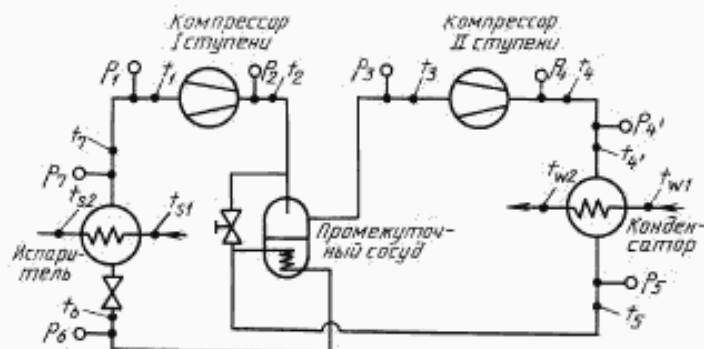 Компрессор
I ступени
Компрессор
II ступени
P1
t1
P2
t2
P3
t3
P4
t4
P4'
t4'
t7
P7
ts2
ts1
tw2
tw1
Испари-
тель
Промежуточ-
ный сосуд
Конден-
сатор
t6
P6
P5
t5